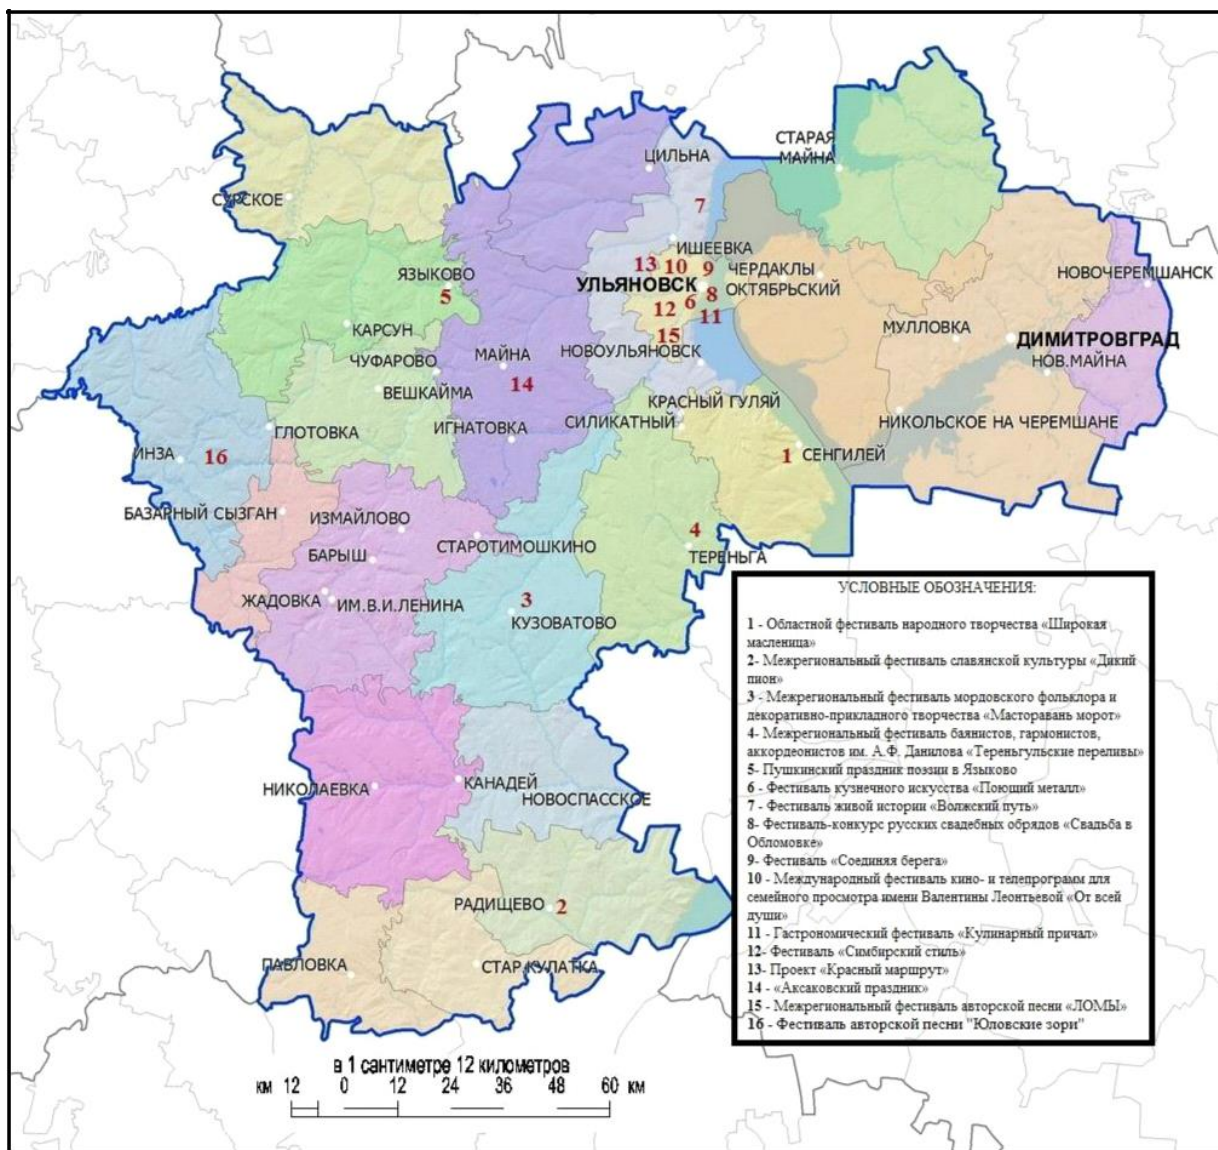 ЦИЛЬНА
СТАРАЯ
МАЙНА
СУРСКОЕ
7
ИШЕЕВКА
ЯЗЫКОВО
5
13 10 9
ЧЕРДАКЛЫ
НОВОЧЕРЕМШАНСК
УЛЬЯНОВСК
ОКТЯБРЬСКИЙ
12 6 8
11
КАРСУН
МУЛЛОВКА
ДИМИТРОВГРАД
15
НОВОУЛЬЯНОВСК
ЧУФАРОВО
МАЙНА
НОВ.МАЙНА
14
ВЕШКАЙМА
КРАСНЫЙ ГУЛЯЙ
СИЛИКАТНЫЙ
НИКОЛЬСКОЕ НА ЧЕРЕМШАНЕ
ГЛОТОВКА
ИГНАТОВКА
ИНЗА
16
1
СЕНГИЛЕЙ
БАЗАРНЫЙ СЫЗГАН
ИЗМАЙЛОВО
СТАРОТИМОШКИНО
4
ТЕРЕНЬГА
БАРЫШ
ЖАДОВКА
ИМ.В.И.ЛЕНИНА
3
КУЗОВАТОВО
НИКОЛАЕВКА
КАНАДЕЙ
НОВОСПАССКОЕ
РАДИЩЕВО
2
ПАВЛОВКА
СТАР.КУЛАТКА
УСЛОВНЫЕ ОБОЗНАЧЕНИЯ:
1 - Областной фестиваль народного творчества «Широкая
масленица»
2- Межрегиональный фестиваль славянской культуры «Дикий
пион»
3 - Межрегиональный фестиваль мордовского фольклора и
декоративно-прикладного творчества «Масторавань морот»
4 - Межрегиональный фестиваль баянистов, гармонистов,
аккордеонистов им. А.Ф. Данилова «Тереньгульские переливы»
5- Пушкинский праздник поэзии в Языково
6 - Фестиваль кузнечного искусства «Поющий металл»
7 - Фестиваль живой истории «Волжский путь»
8- Фестиваль-конкурс русских свадебных обрядов «Свадьба в
Обломовке»
9- Фестиваль «Соединяя берега»
10 - Международный фестиваль кино- и телепрограмм для
семейного просмотра имени Валентины Леонтьевой «От всей
души»
11 - Гастрономический фестиваль «Кулинарный причал»
12- Фестиваль «Симбирский стиль»
13- Проект «Красный маршрут»
14 - «Аксаковский праздник»
15 - Межрегиональный фестиваль авторской песни «ЛОМЫ»
16 - Фестиваль авторской песни "Юловские зори"
в 1 сантиметре 12 километров
км 12 0 12 24 36 48 60 км